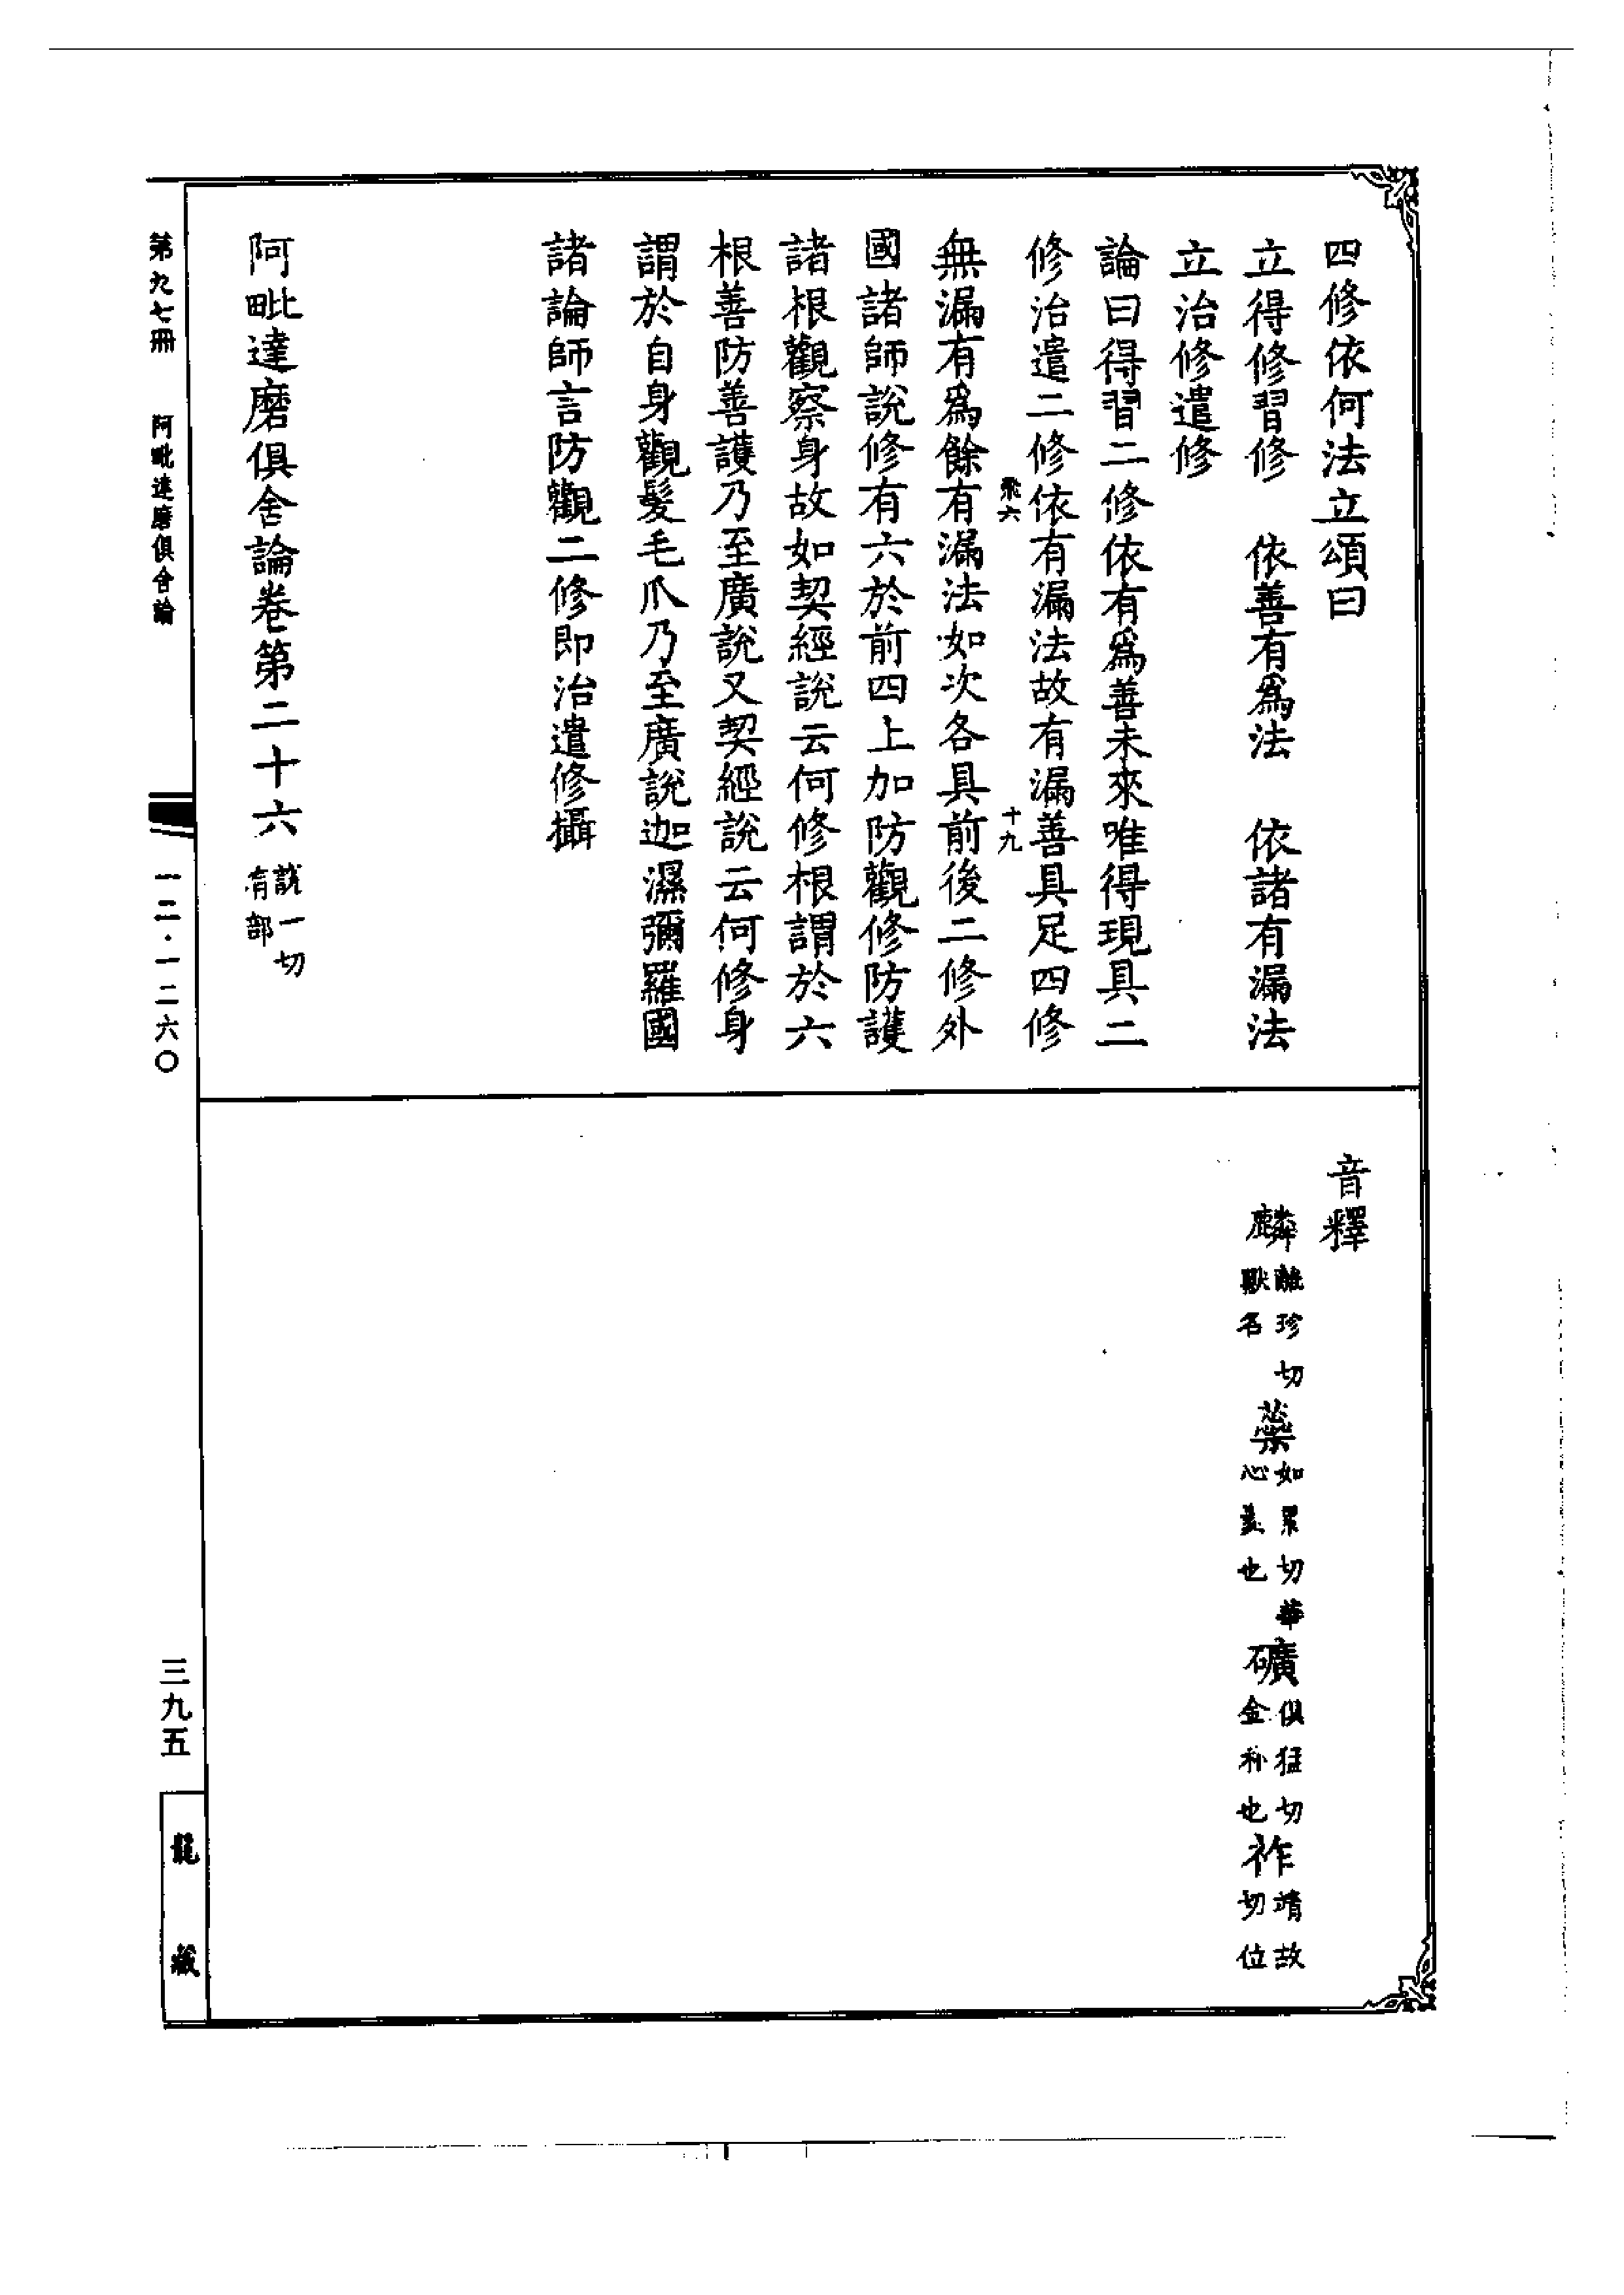 四修依何法立頌曰
立得修習修　依善有爲法　依諸有漏法
立治修遣修
論曰得習二修依有爲善未來唯得現具二
修治遣二修依有漏法故有漏善具足四修
無漏有爲餘有漏法如次各具前後二修外
國諸師說修有六於前四上加防觀修防護
諸根觀察身故如契經說云何修根謂於六
根善防善護乃至廣說又契經說云何修身
謂於自身觀髮毛爪乃至廣說迦濕彌羅國
諸論師言防觀二修即治遣修攝
阿毗達磨俱舍論卷第二十六 說一切有部
十九
音釋
麟 離珍切獸名 蘂 如累切華心蘂也 礦 俱猛切金朴也 祚 靖故切位
第九七冊　阿毗達磨俱舍論　一二·一二六〇　三九五
龍藏